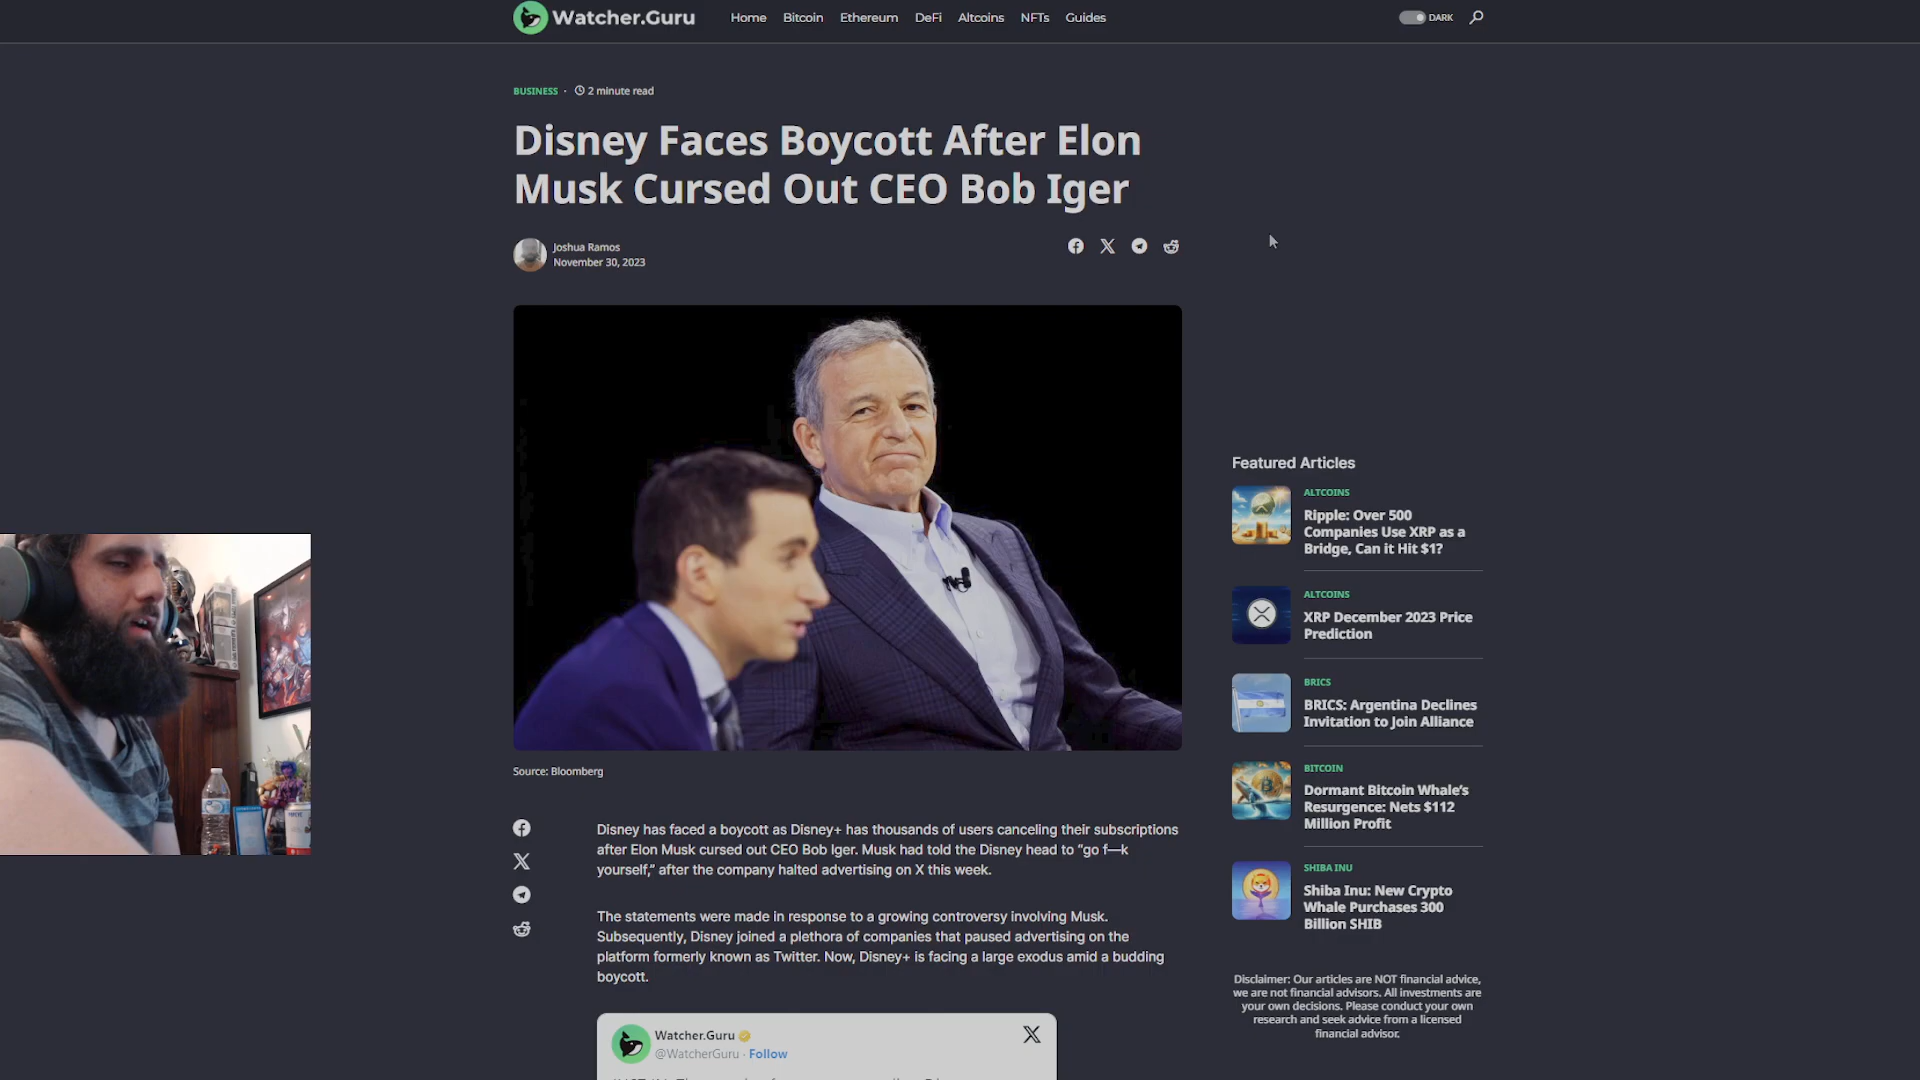 Watcher.Guru
Home Bitcoin Ethereum DeFi Altcoins NFTs Guides
DARK
BUSINESS · 2 minute read
Disney Faces Boycott After Elon
Musk Cursed Out CEO Bob Iger
Joshua Ramos
November 30, 2023
Source: Bloomberg
Disney has faced a boycott as Disney+ has thousands of users canceling their subscriptions
after Elon Musk cursed out CEO Bob Iger. Musk had told the Disney head to “go f—k
yourself,” after the company halted advertising on X this week.
The statements were made in response to a growing controversy involving Musk.
Subsequently, Disney joined a plethora of companies that paused advertising on the
platform formerly known as Twitter. Now, Disney+ is facing a large exodus amid a budding
boycott.
Watcher.Guru
@WatcherGuru · Follow
Featured Articles
ALTCOINS
Ripple: Over 500
Companies Use XRP as a
Bridge, Can it Hit $1?
ALTCOINS
XRP December 2023 Price
Prediction
BRICS
BRICS: Argentina Declines
Invitation to Join Alliance
BITCOIN
Dormant Bitcoin Whale’s
Resurgence: Nets $112
Million Profit
SHIBA INU
Shiba Inu: New Crypto
Whale Purchases 300
Billion SHIB
Disclaimer: Our articles are NOT financial advice,
we are not financial advisors. All investments are
your own decisions. Please conduct your own
research and seek advice from a licensed
financial advisor.